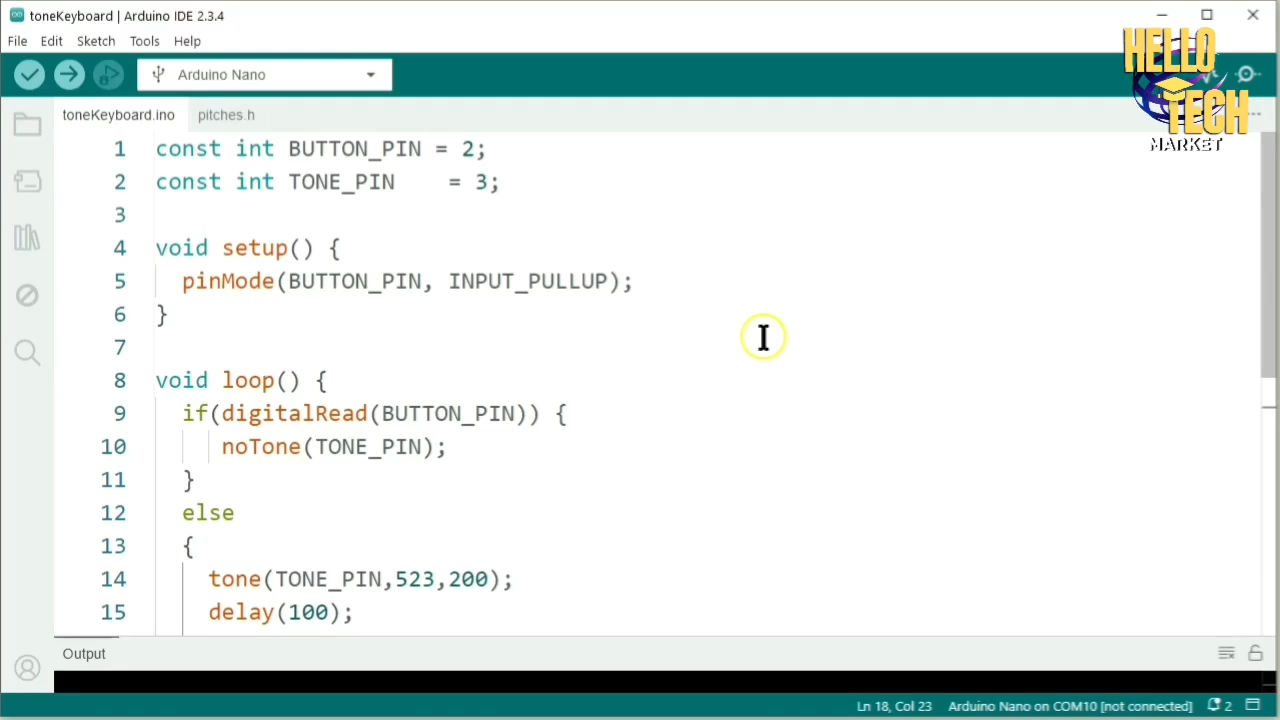 toneKeyboard | Arduino IDE 2.3.4
File Edit Sketch Tools Help
HELLO
TECH
MARKET
Arduino Nano
toneKeyboard.ino pitches.h
1 const int BUTTON_PIN = 2;
2 const int TONE_PIN    = 3;
3
4 void setup() {
5   pinMode(BUTTON_PIN, INPUT_PULLUP);
6 }
7
8 void loop() {
9   if(digitalRead(BUTTON_PIN)) {
10      noTone(TONE_PIN);
11   }
12   else
13   {
14     tone(TONE_PIN,523,200);
15     delay(100);
Output
Ln 18, Col 23 Arduino Nano on COM10 [not connected] 2